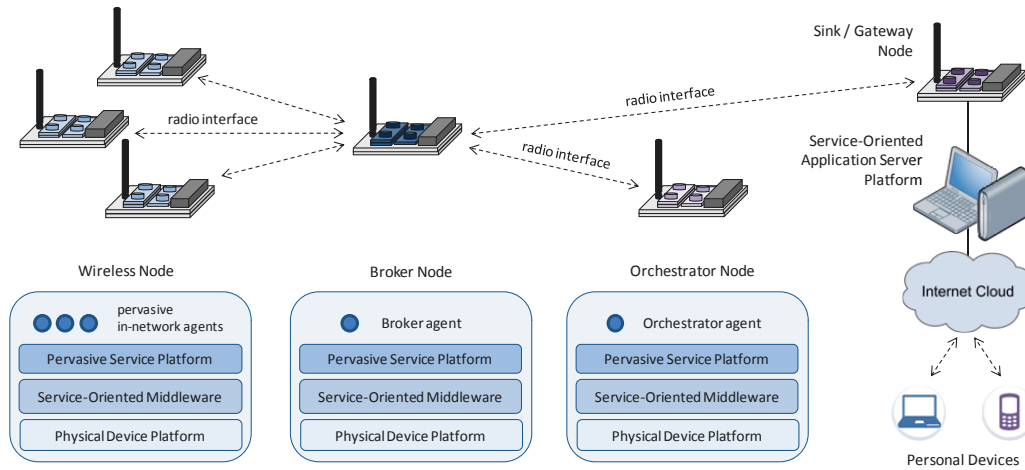 Sink / Gateway
Node
radio interface
radio interface
radio interface
Service-Oriented
Application Server
Platform
Wireless Node
Broker Node
Orchestrator Node
pervasive
in-network agents
Broker agent
Orchestrator agent
Internet Cloud
Pervasive Service Platform
Pervasive Service Platform
Pervasive Service Platform
Service-Oriented Middleware
Service-Oriented Middleware
Service-Oriented Middleware
Physical Device Platform
Physical Device Platform
Physical Device Platform
Personal Devices